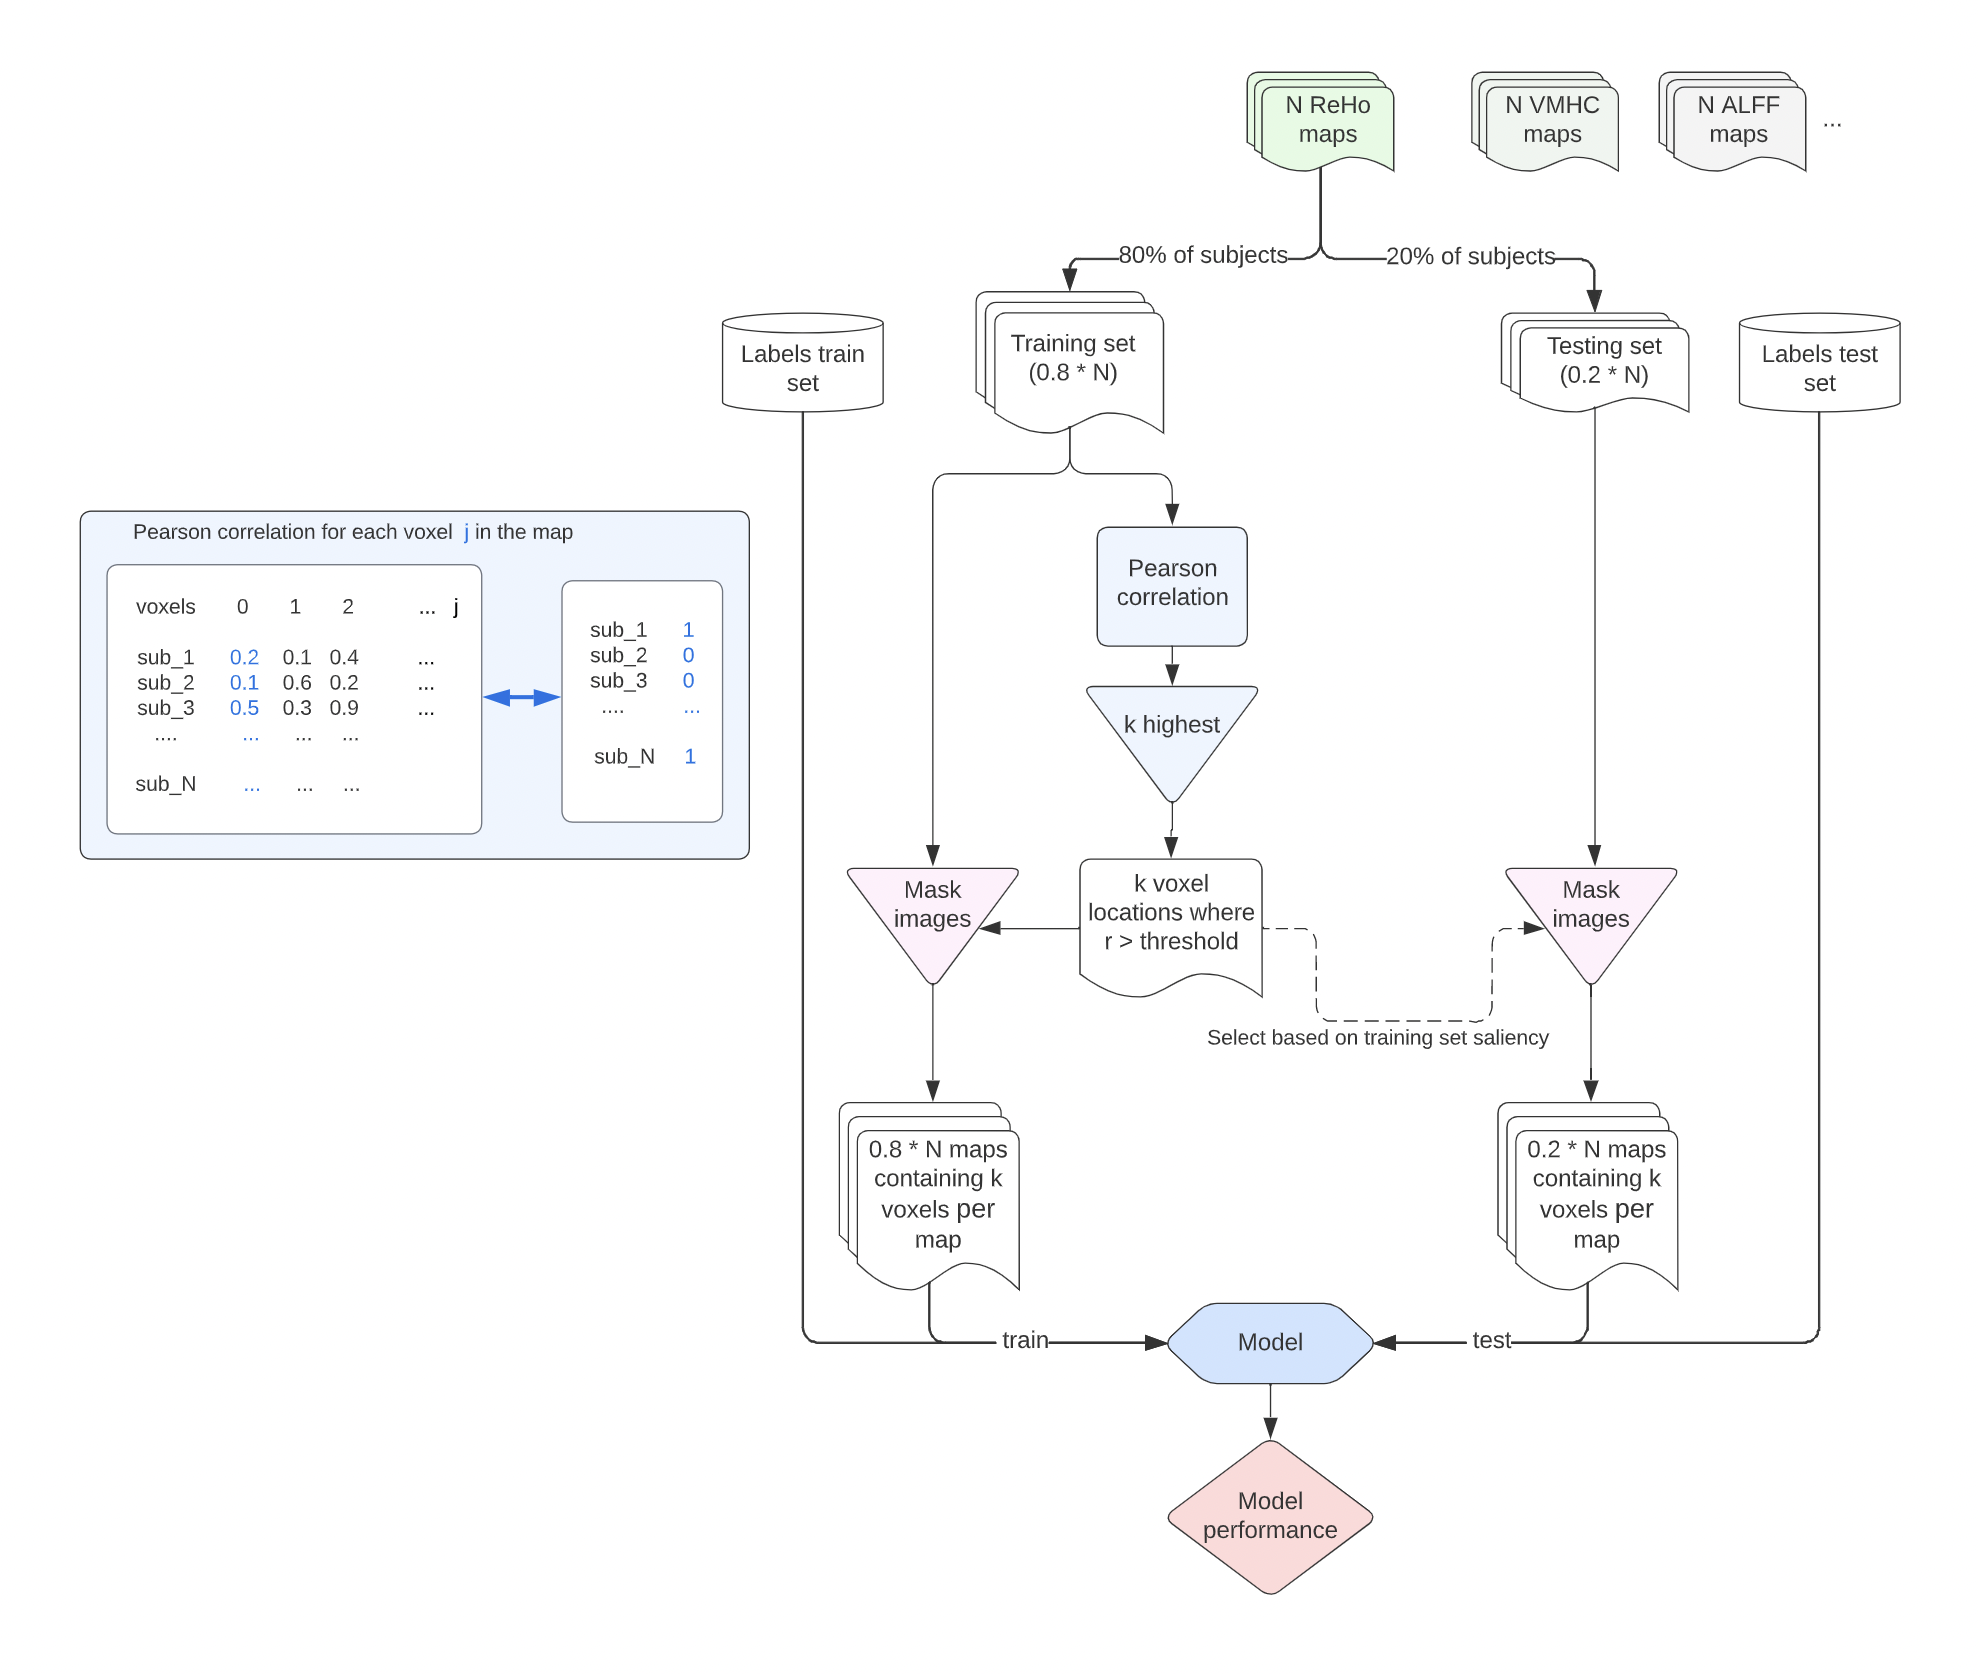 N ReHo
maps
N VMHC
maps
N ALFF
maps
...
80% of subjects
20% of subjects
Labels train
set
Training set
(0.8 * N)
Testing set
(0.2 * N)
Labels test
set
Pearson correlation for each voxel j in the map
voxels 0 1 2 ... j
sub_1 0.2 0.1 0.4 ...
sub_2 0.1 0.6 0.2 ...
sub_3 0.5 0.3 0.9 ...
.... ... ... ...
sub_N ... ... ...
sub_1 1
sub_2 0
sub_3 0
.... ...
sub_N 1
Pearson
correlation
k highest
Mask
images
k voxel
locations where
r > threshold
Mask
images
Select based on training set saliency
0.8 * N maps
containing k
voxels per
map
0.2 * N maps
containing k
voxels per
map
train
Model
test
Model
performance